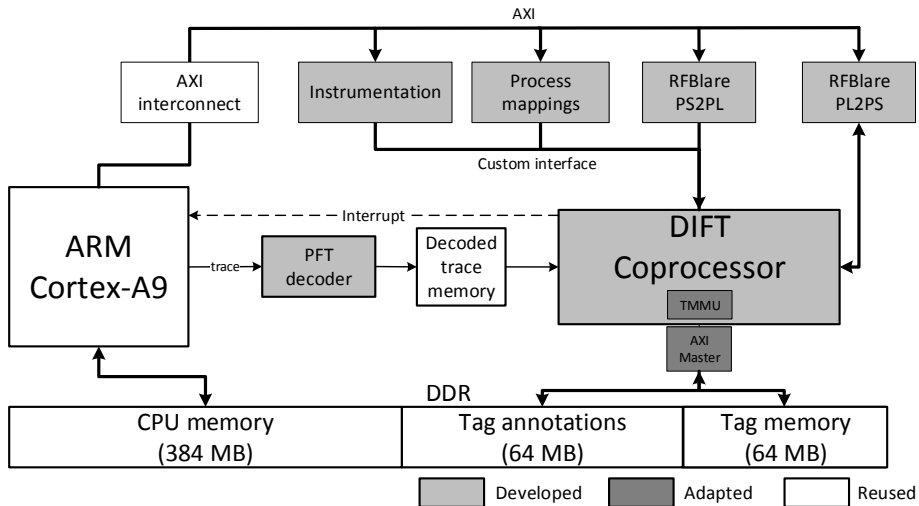 AXI
AXI
interconnect
Instrumentation
Process
mappings
RFBlare
PS2PL
RFBlare
PL2PS
Custom interface
ARM
Cortex-A9
Interrupt
trace
PFT
decoder
Decoded
trace
memory
DIFT
Coprocessor
TMMU
AXI
Master
DDR
CPU memory
(384 MB)
Tag annotations
(64 MB)
Tag memory
(64 MB)
Developed
Adapted
Reused